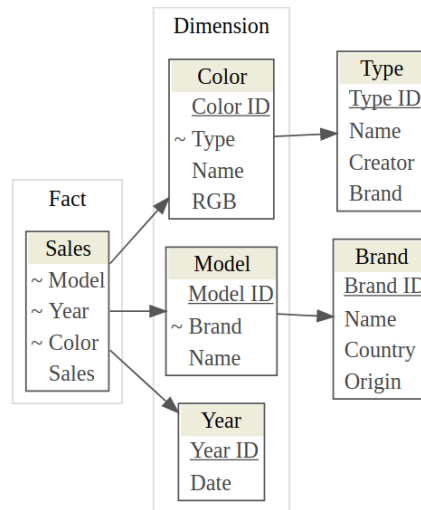 Dimension
Color
Color ID
~ Type
Name
RGB
Type
Type ID
Name
Creator
Brand
Fact
Sales
~ Model
~ Year
~ Color
Sales
Model
Model ID
~ Brand
Name
Brand
Brand ID
Name
Country
Origin
Year
Year ID
Date